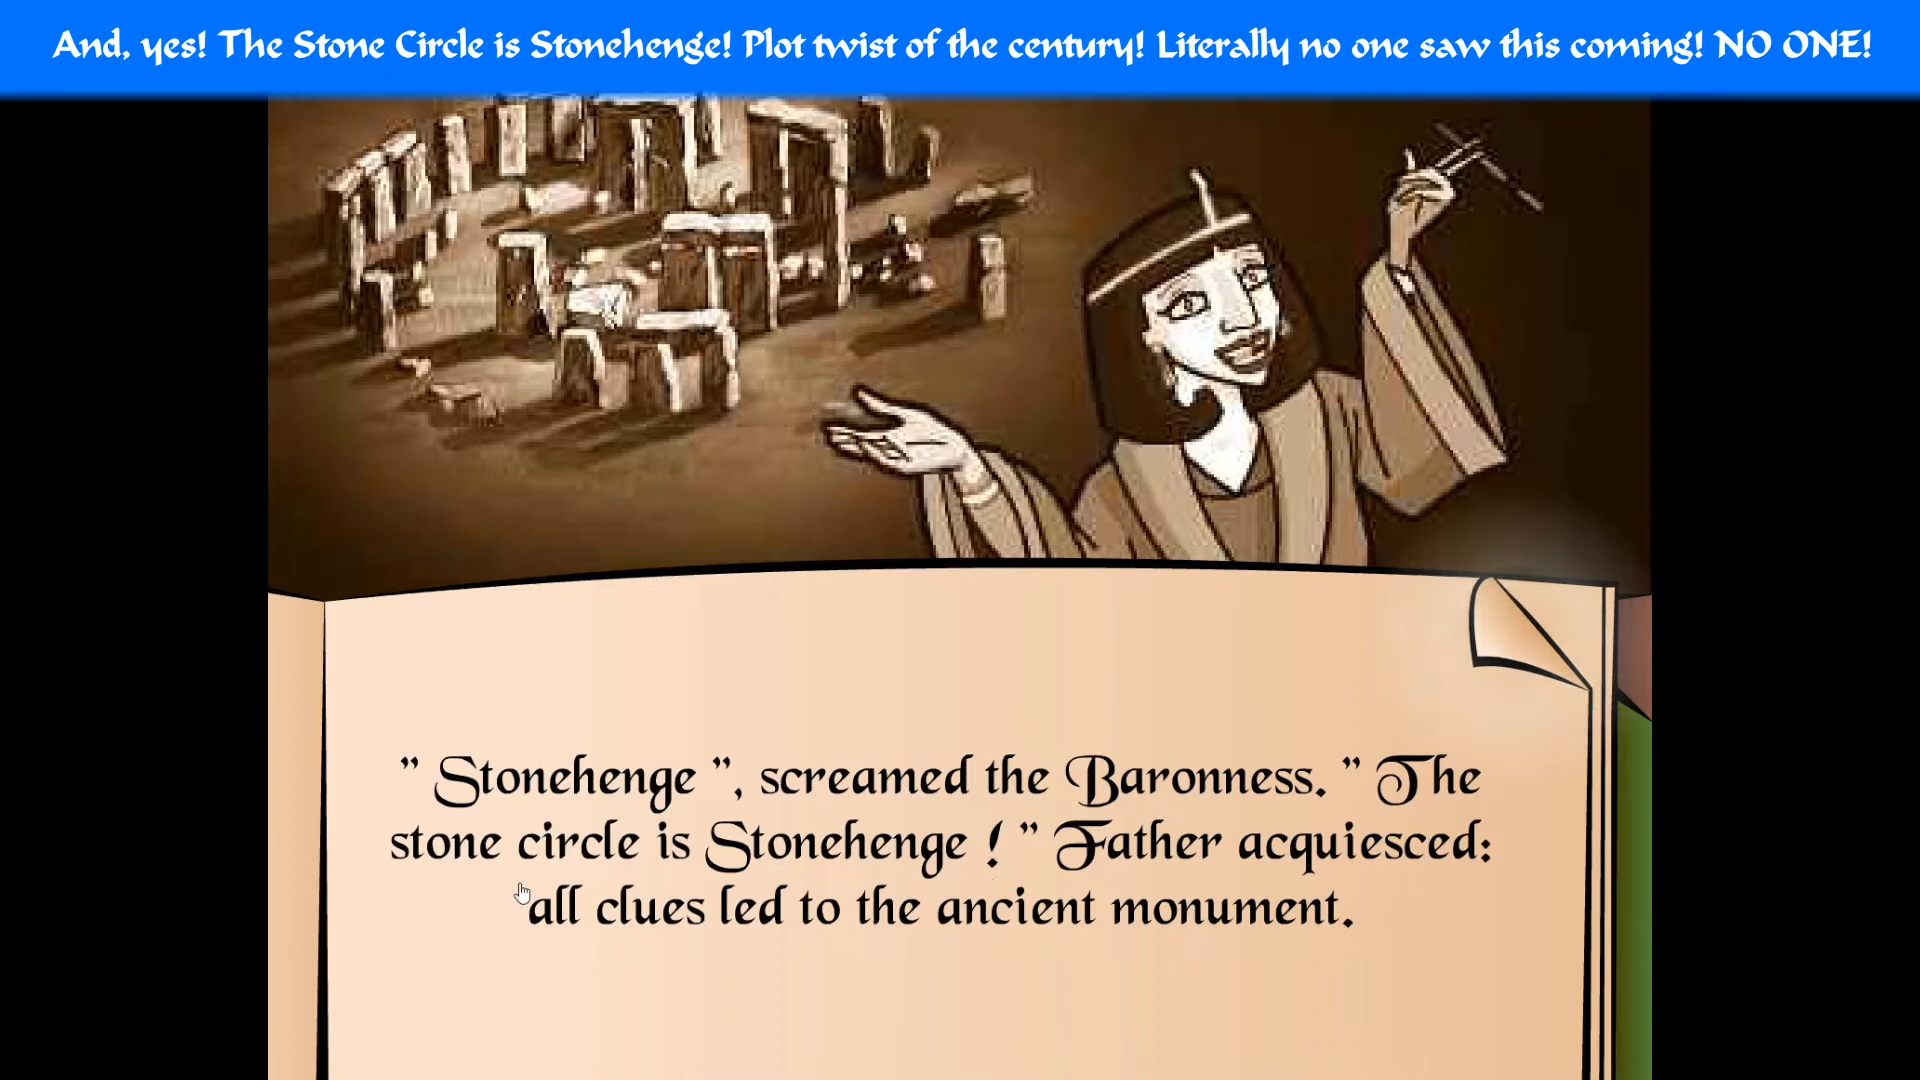 And, yes! The Stone Circle is Stonehenge! Plot twist of the century! Literally no one saw this coming! NO ONE!
" Stonehenge ", screamed the Baronness. " The
stone circle is Stonehenge ! " Father acquiesced:
all clues led to the ancient monument.